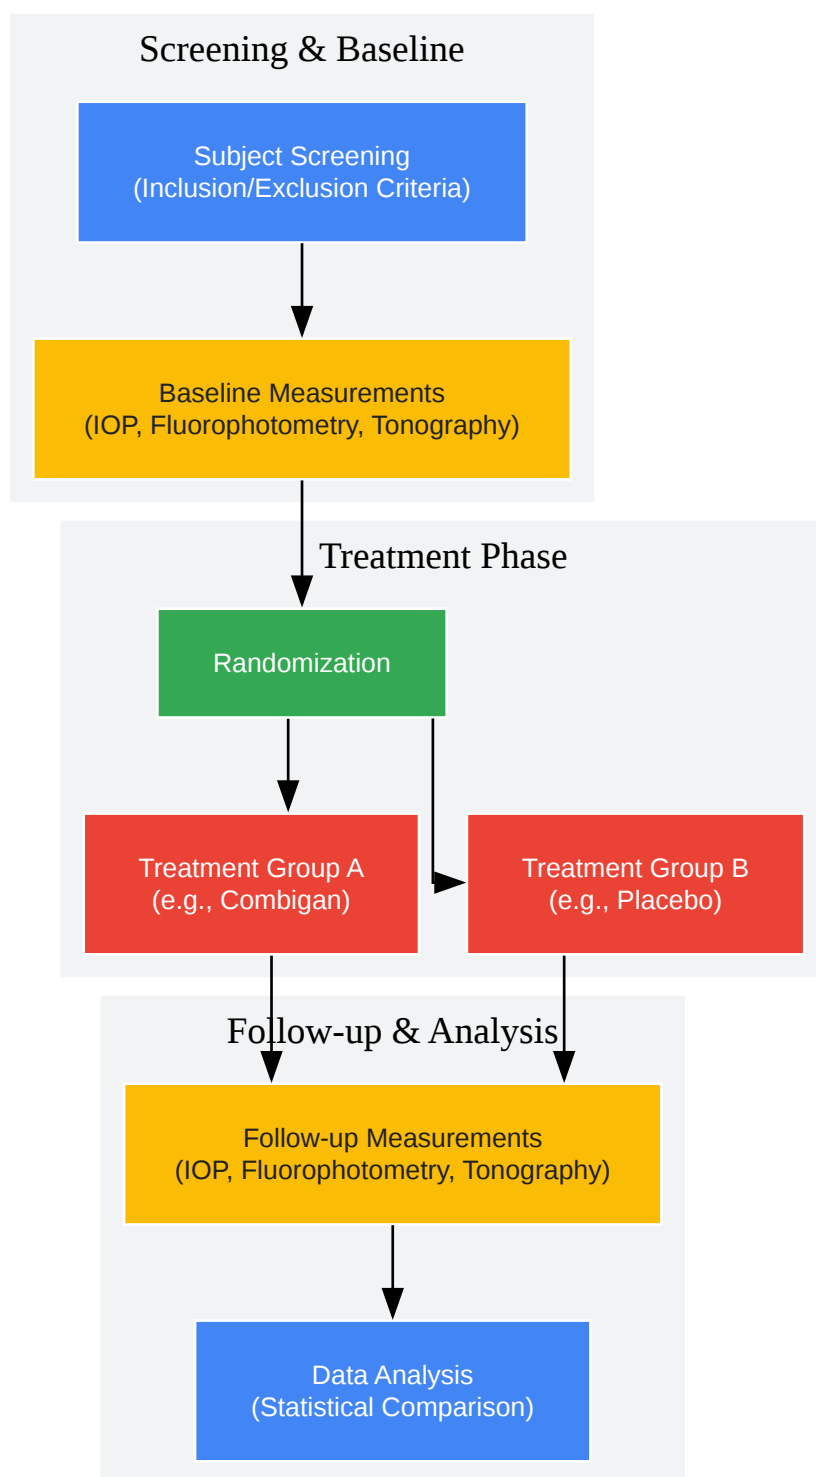 Screening & Baseline
Subject Screening
(Inclusion/Exclusion Criteria)
Baseline Measurements
(IOP, Fluorophotometry, Tonography)
Treatment Phase
Randomization
Treatment Group A
(e.g., Combigan)
Treatment Group B
(e.g., Placebo)
Follow-up & Analysis
Follow-up Measurements
(IOP, Fluorophotometry, Tonography)
Data Analysis
(Statistical Comparison)